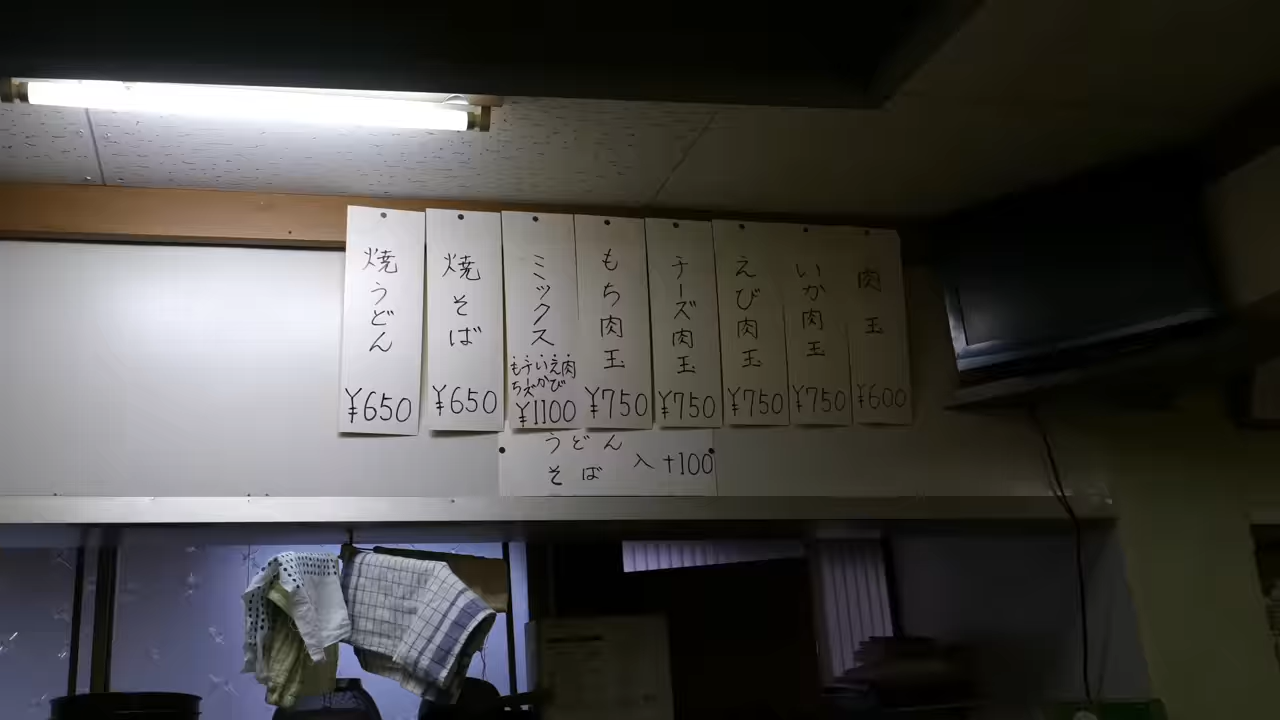 肉玉
¥600
いか肉玉
¥750
えび肉玉
¥750
チーズ肉玉
¥750
もち肉玉
¥750
ミックス
肉
えび
いか
チーズ
もち
¥1100
焼そば
¥650
焼うどん
¥650
うどん
そば
入 +100